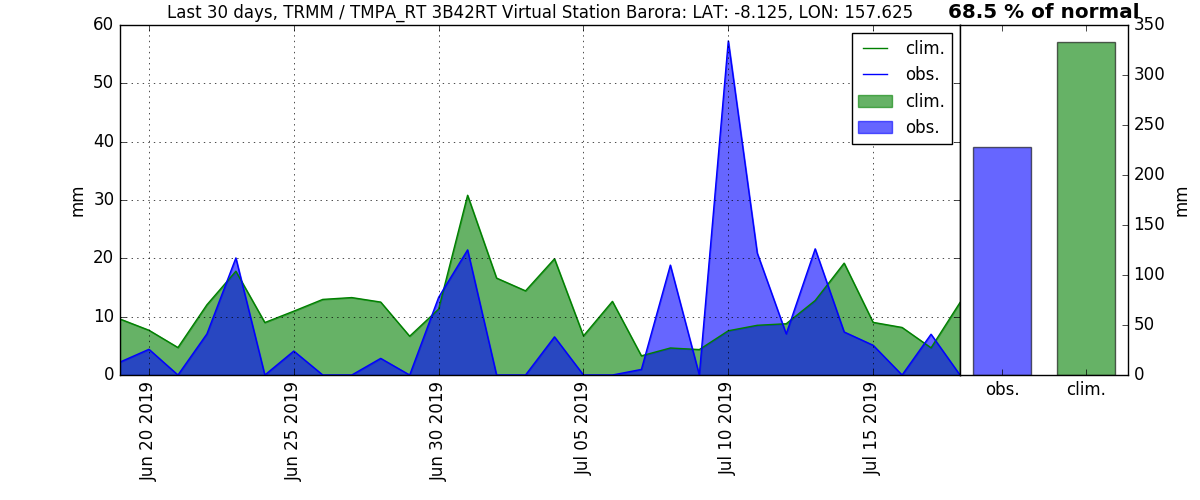 Last 30 days, TRMM / TMPA_RT 3B42RT Virtual Station Barora: LAT: -8.125, LON: 157.625
68.5 % of normal
60
50
40
30
20
10
0
mm
clim.
obs.
clim.
obs.
Jun 20 2019
Jun 25 2019
Jun 30 2019
Jul 05 2019
Jul 10 2019
Jul 15 2019
350
300
250
200
150
100
50
0
mm
obs.
clim.